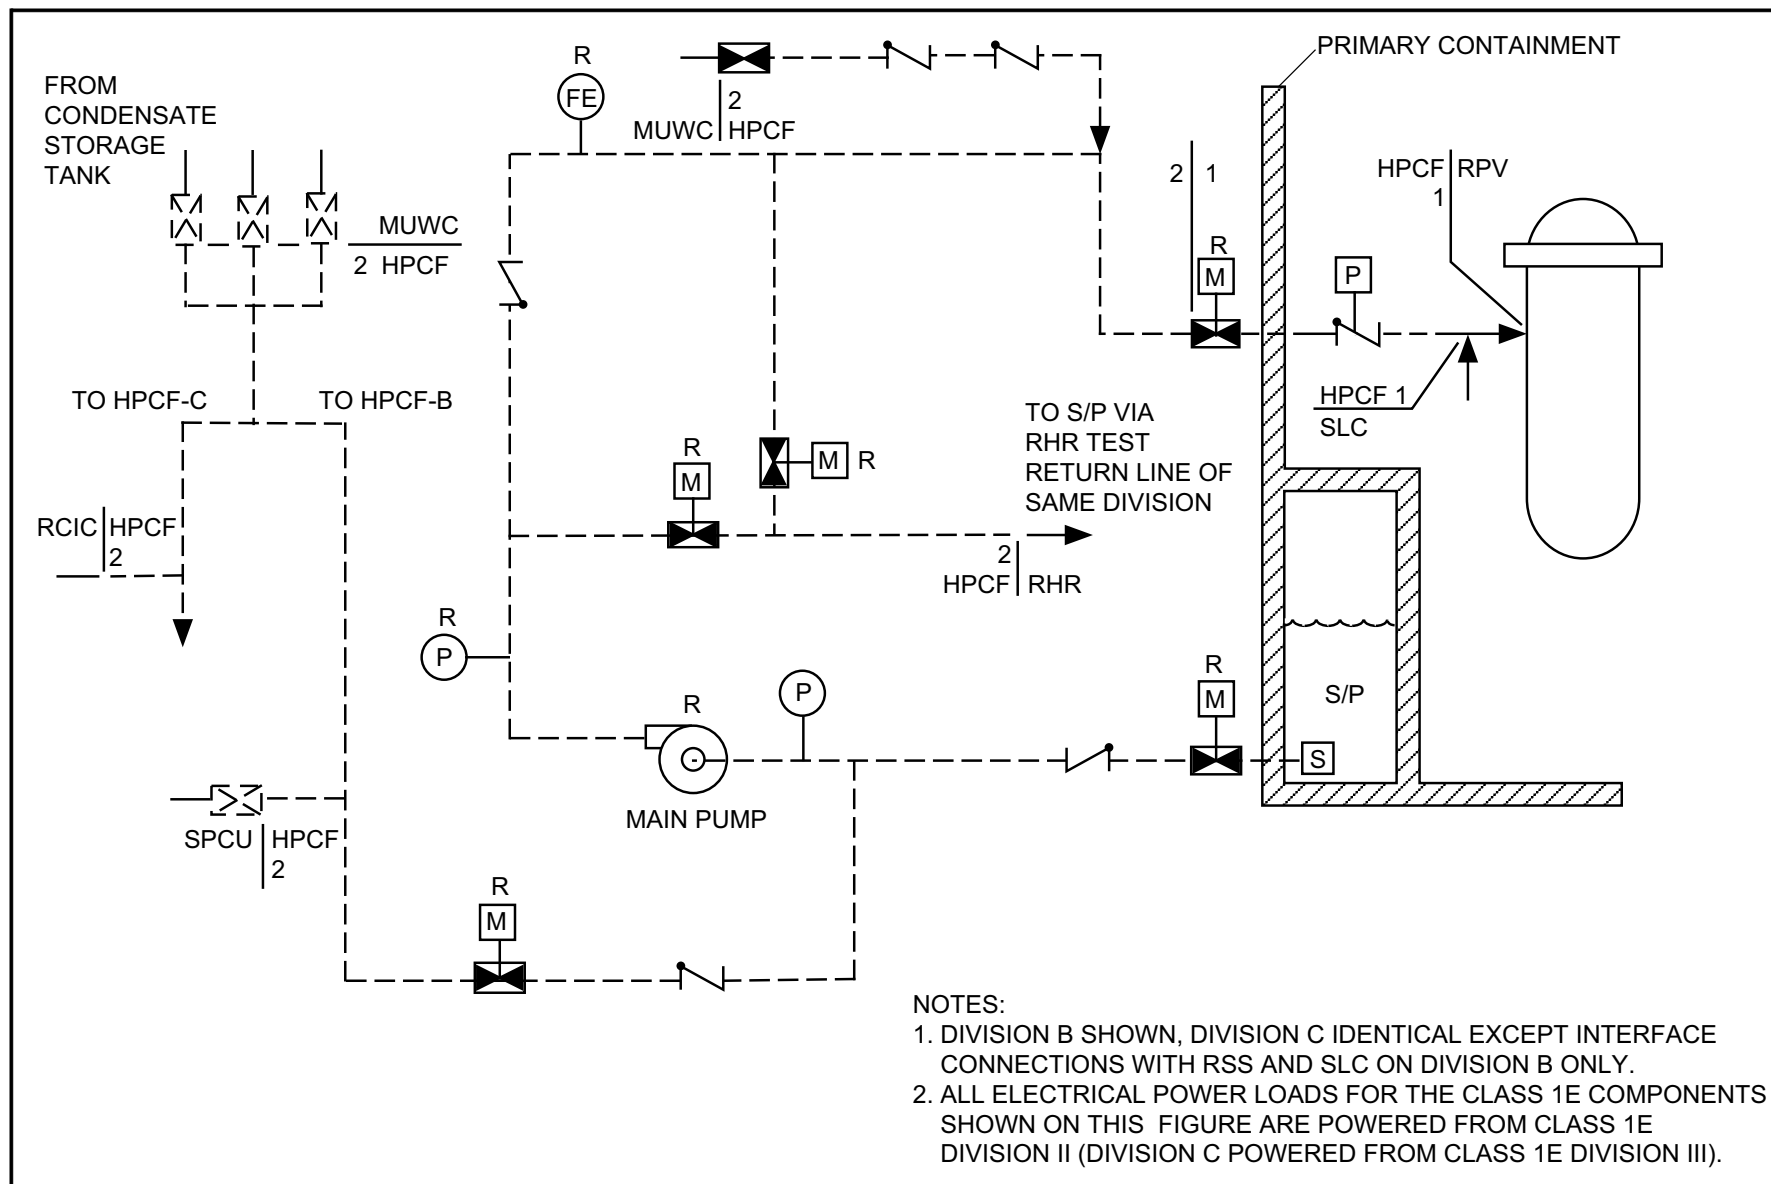 PRIMARY CONTAINMENT
FROM
CONDENSATE
STORAGE
TANK
R
FE
2
MUWC HPCF
2 1
HPCF RPV
1
MUWC
2 HPCF
R
M
P
TO HPCF-C
TO HPCF-B
HPCF 1
SLC
TO S/P VIA
RHR TEST
RETURN LINE OF
SAME DIVISION
R
M
M R
RCIC HPCF
2
2
HPCF RHR
R
P
R
P
R
M
S/P
S
MAIN PUMP
SPCU HPCF
2
R
M
NOTES:
1. DIVISION B SHOWN, DIVISION C IDENTICAL EXCEPT INTERFACE
CONNECTIONS WITH RSS AND SLC ON DIVISION B ONLY.
2. ALL ELECTRICAL POWER LOADS FOR THE CLASS 1E COMPONENTS
SHOWN ON THIS FIGURE ARE POWERED FROM CLASS 1E
DIVISION II (DIVISION C POWERED FROM CLASS 1E DIVISION III).